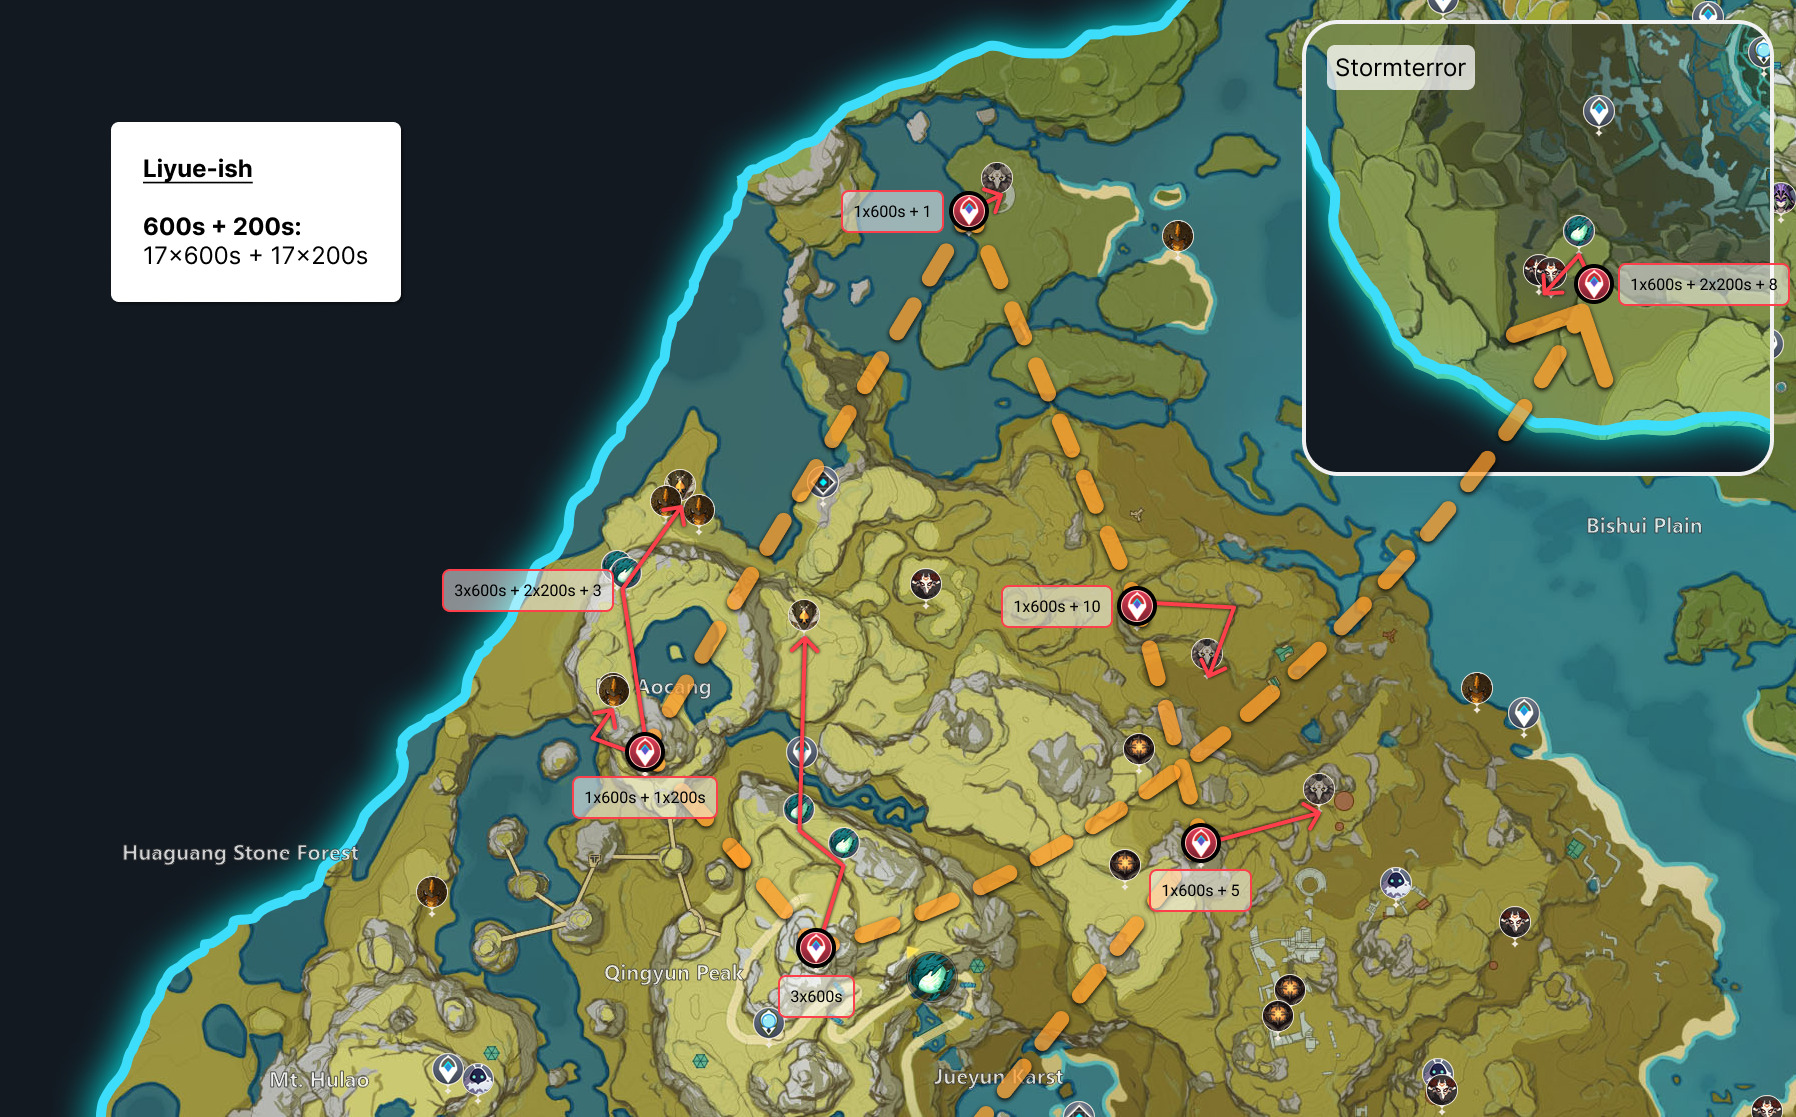 Stormterror
Liyue-ish
600s + 200s:
17×600s + 17×200s
1x600s + 1
1x600s + 2x200s + 8
Bishui Plain
3x600s + 2x200s + 3
1x600s + 10
Aocang
1x600s + 1x200s
Huaguang Stone Forest
1x600s + 5
Qingyun Peak
3x600s
Mt. Hulao
Jueyun Karst